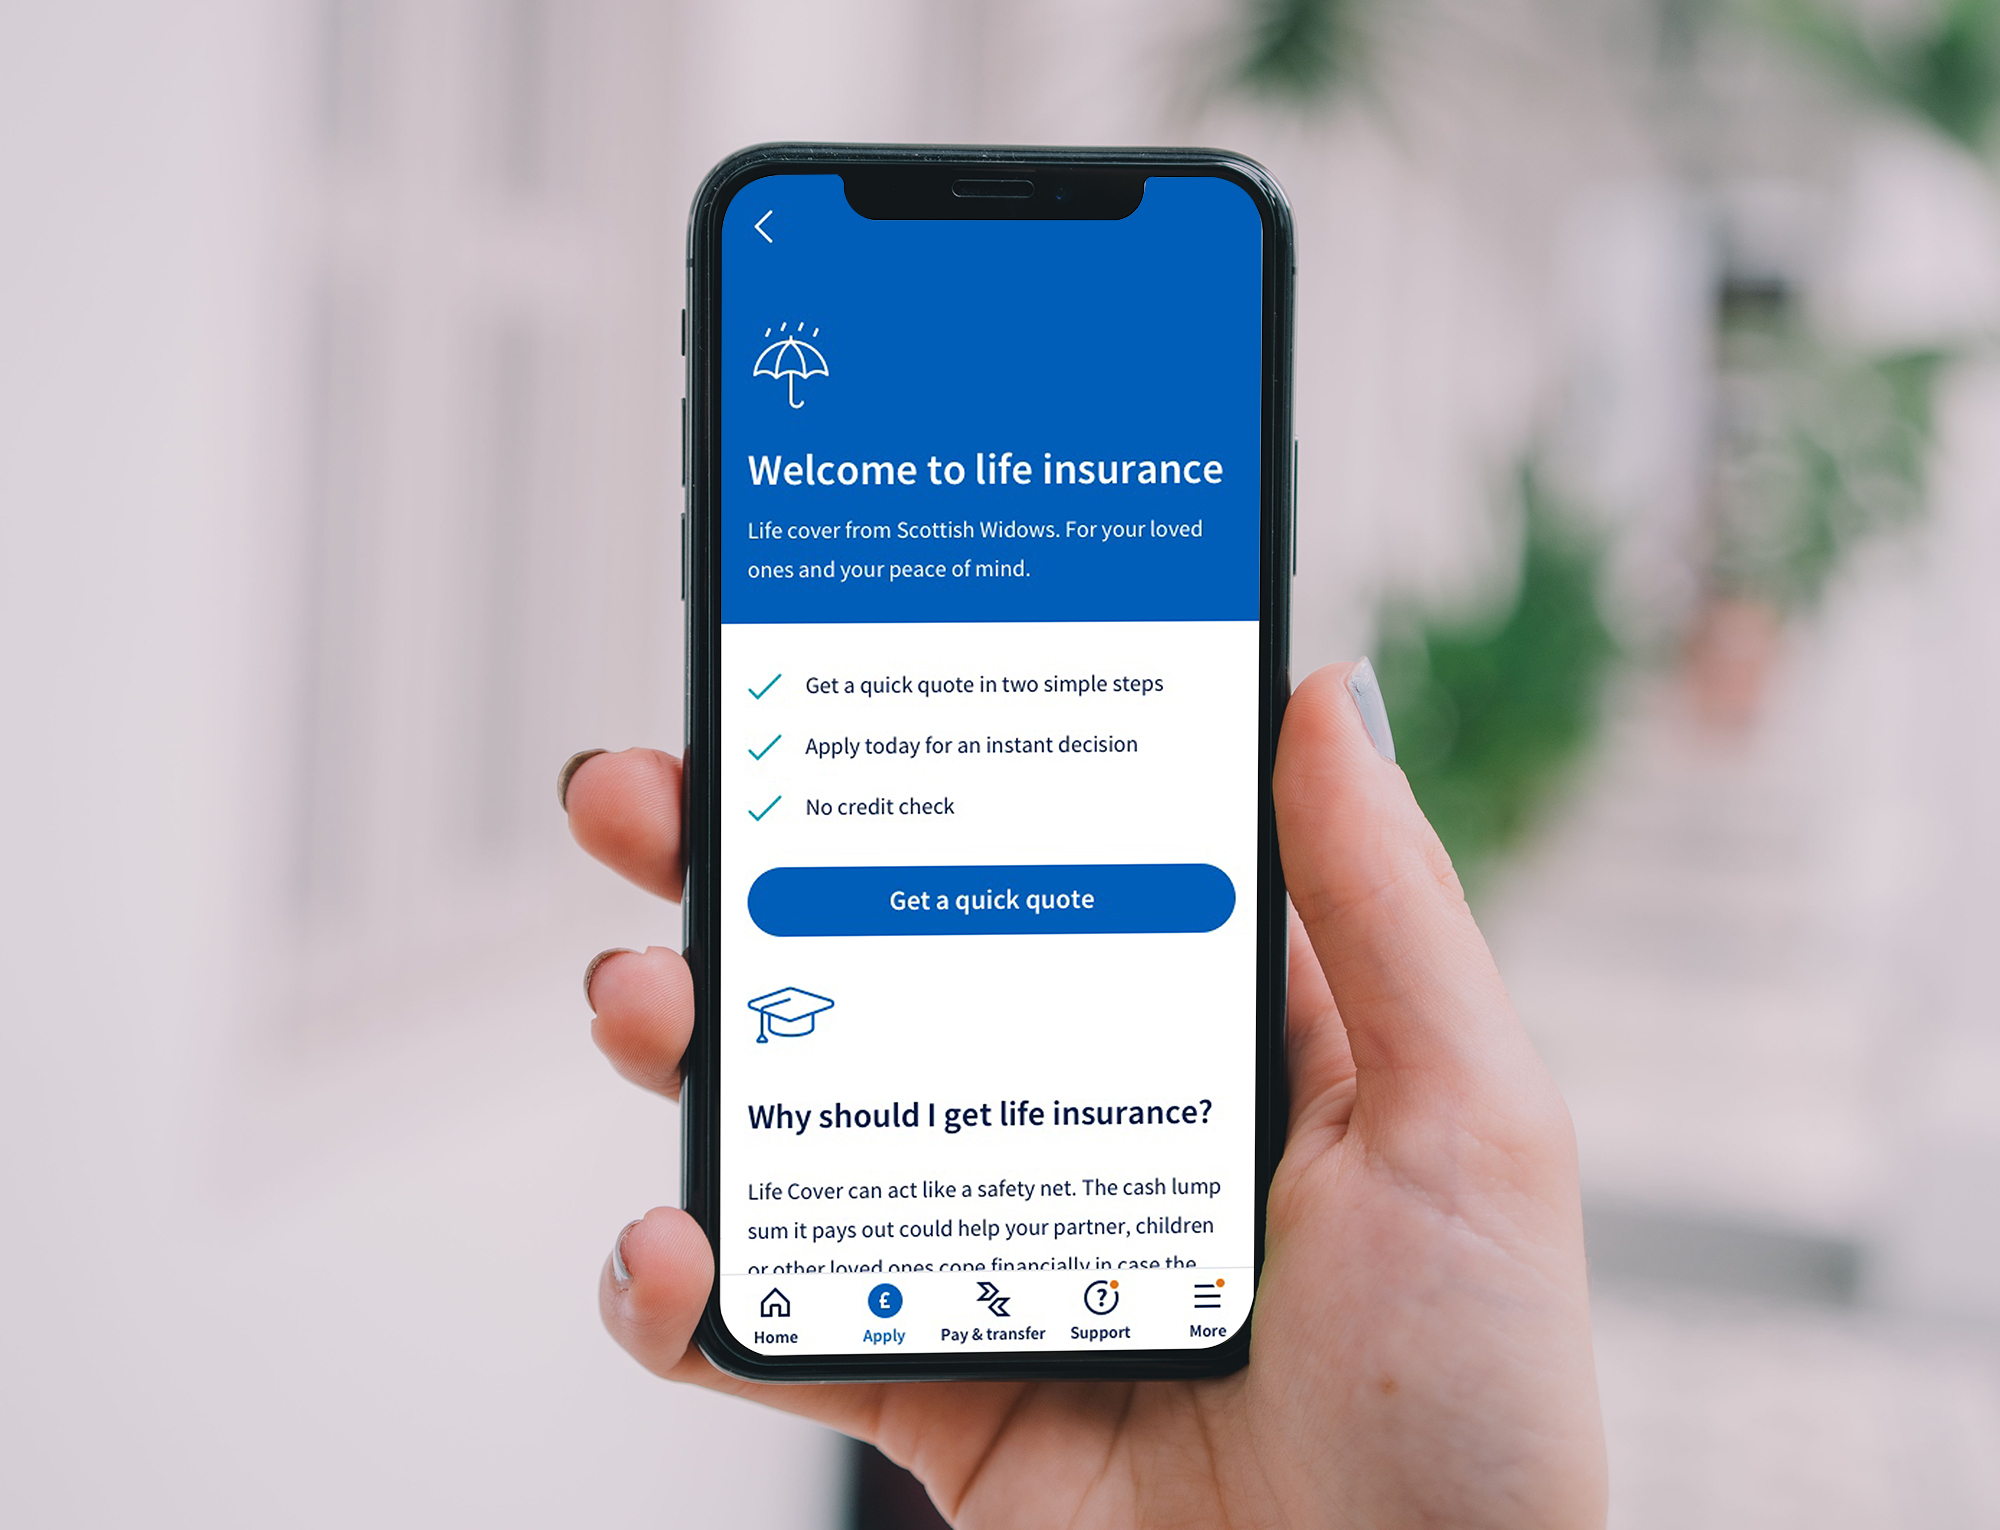 Welcome to life insurance
Life cover from Scottish Widows. For your loved
ones and your peace of mind.
Get a quick quote in two simple steps
Apply today for an instant decision
No credit check
Get a quick quote
Why should I get life insurance?
Life Cover can act like a safety net. The cash lump
sum it pays out could help your partner, children
or other loved ones cope financially in case the
£
?
Home
Apply
Pay & transfer
Support
More